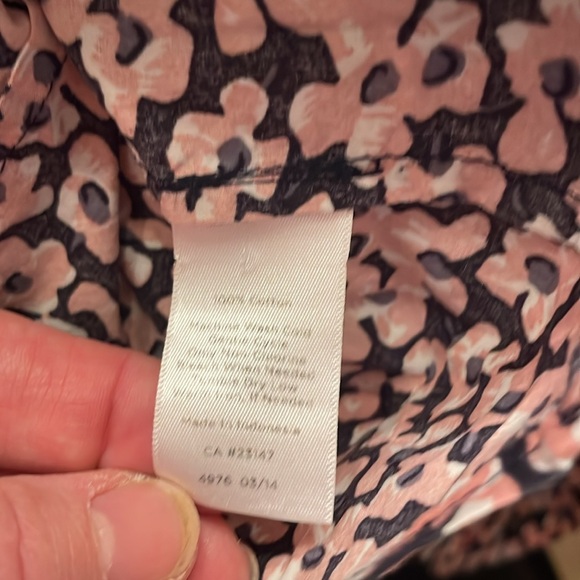 L
100% Cotton
Machine Wash Cold
Gentle Cycle
Only Non-Chlorine
Bleach When Needed
Tumble Dry Low
Iron, If Needed
Made In Indonesia
CA #23147
4976 03/14